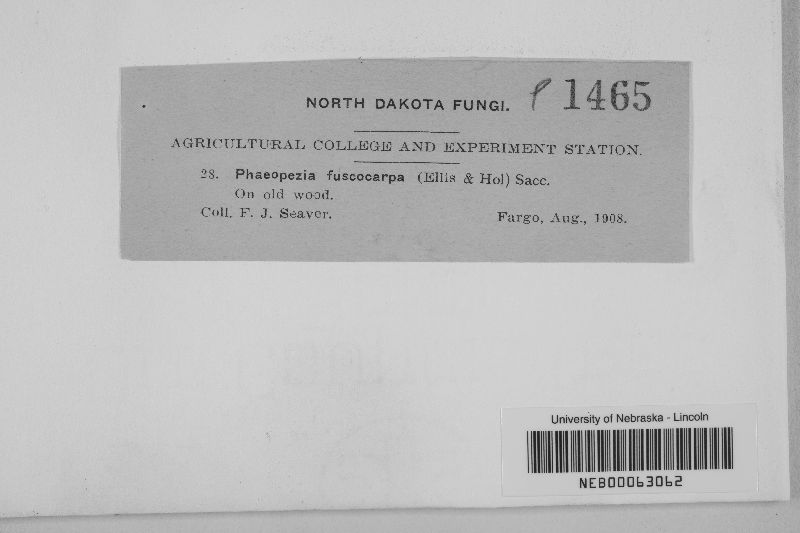 NORTH DAKOTA FUNGI. P 1465
AGRICULTURAL COLLEGE AND EXPERIMENT STATION.
28. Phaeopezia fuscocarpa (Ellis & Hol) Sacc.
On old wood.
Coll. F. J. Seaver. Fargo, Aug., 1908.
University of Nebraska - Lincoln
NEB00063062